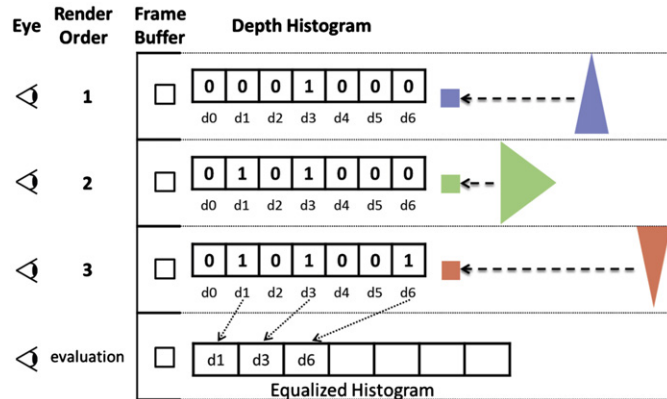 Eye Render Order Frame Buffer Depth Histogram
1 0 0 0 1 0 0 0
d0 d1 d2 d3 d4 d5 d6
2 0 1 0 1 0 0 0
d0 d1 d2 d3 d4 d5 d6
3 0 1 0 1 0 0 1
d0 d1 d2 d3 d4 d5 d6
evaluation d1 d3 d6
Equalized Histogram